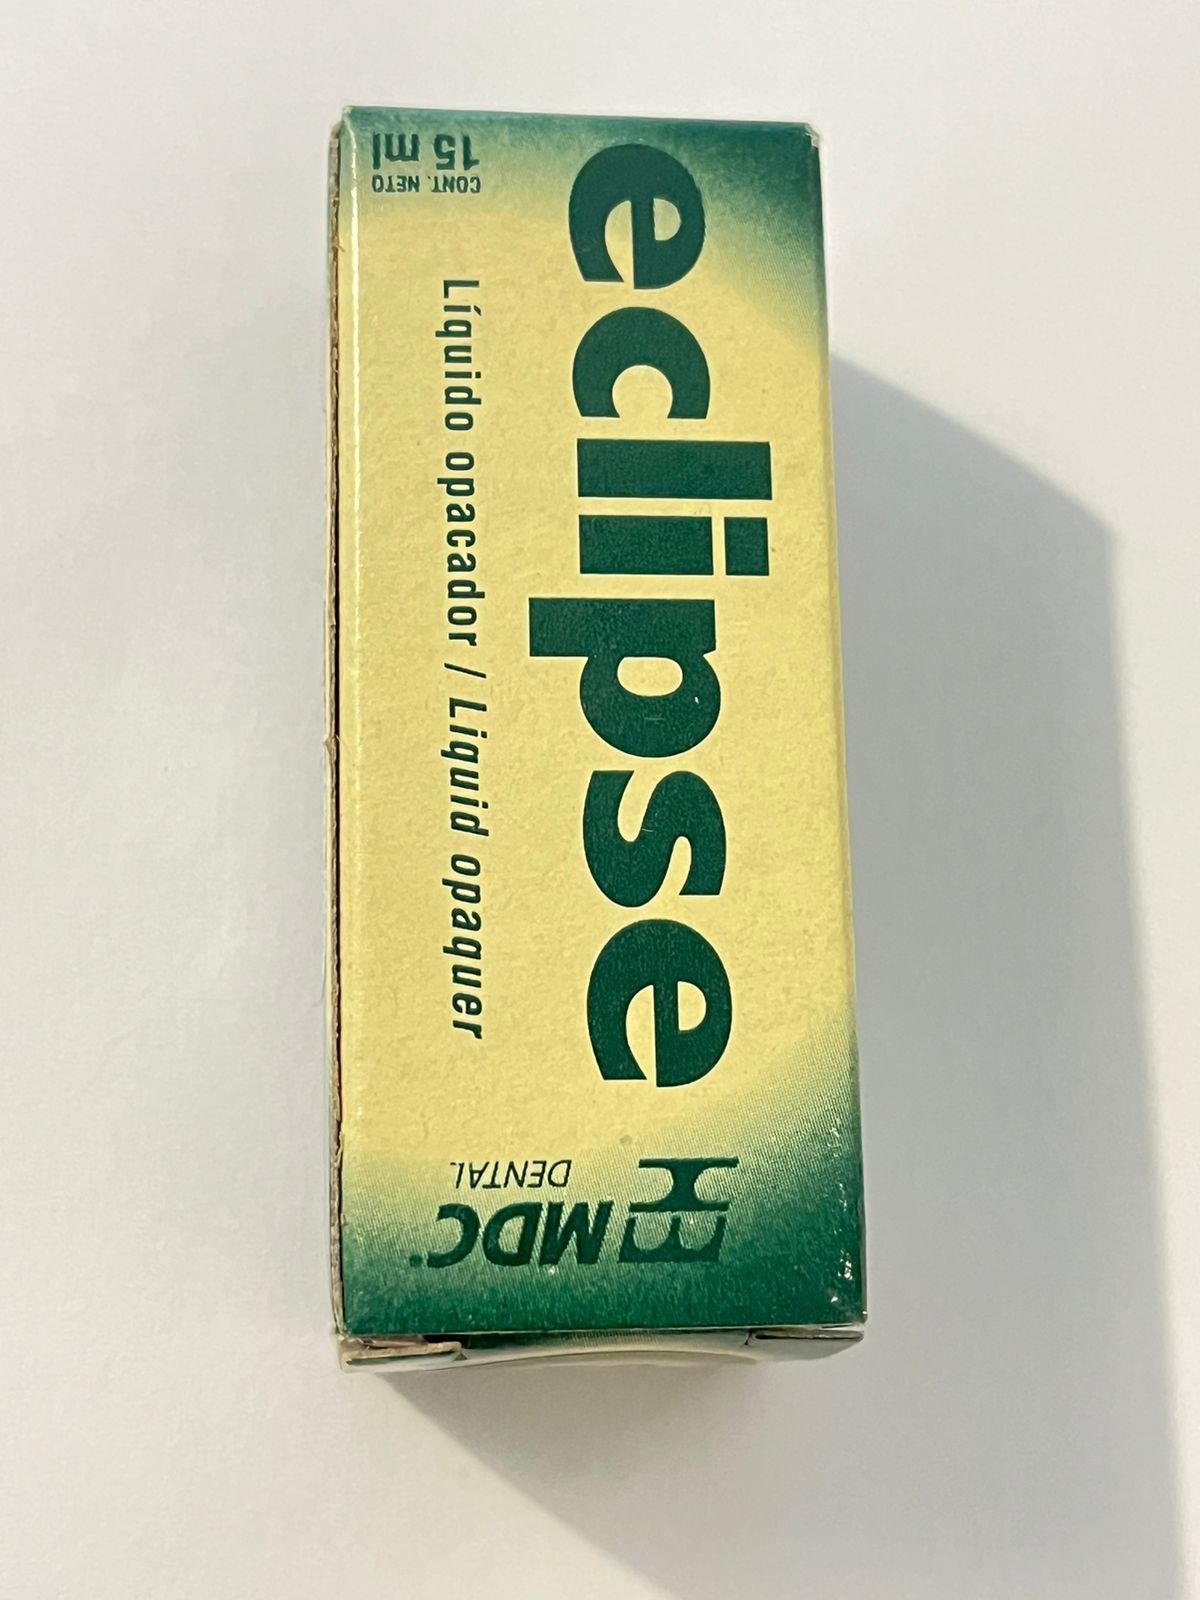 CONT. NETO
15 ml
eclipse
Líquido opacador / Liquid opaquer
MDC®
DENTAL